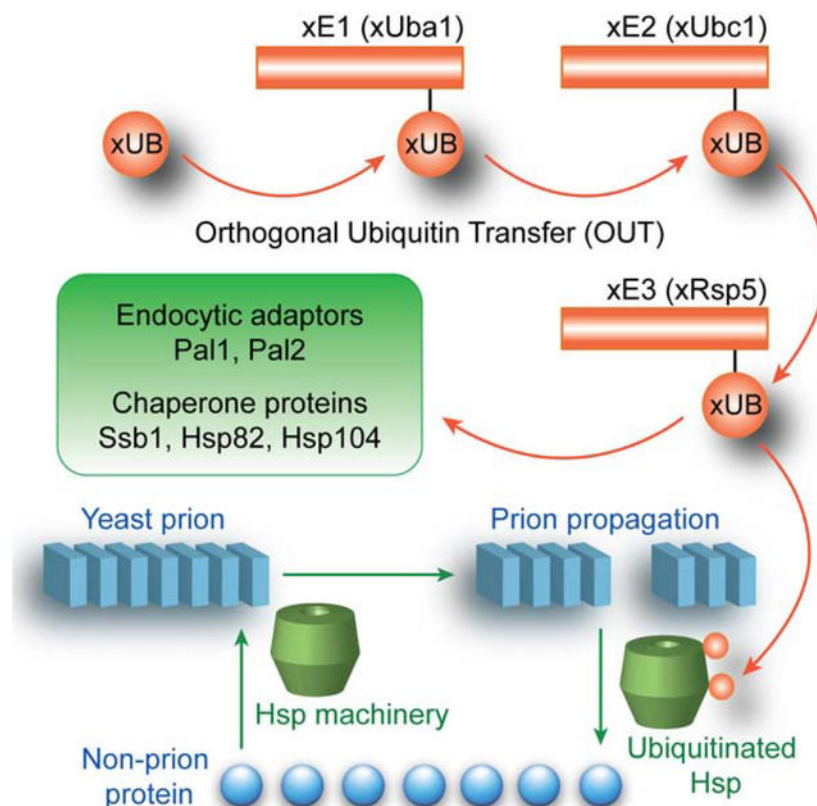 xE1 (xUba1)
xE2 (xUbc1)
xUB
xUB
xUB
Orthogonal Ubiquitin Transfer (OUT)
xE3 (xRsp5)
xUB
Endocytic adaptors
Pal1, Pal2
Chaperone proteins
Ssb1, Hsp82, Hsp104
Yeast prion
Prion propagation
Hsp machinery
Ubiquitinated
Hsp
Non-prion
protein